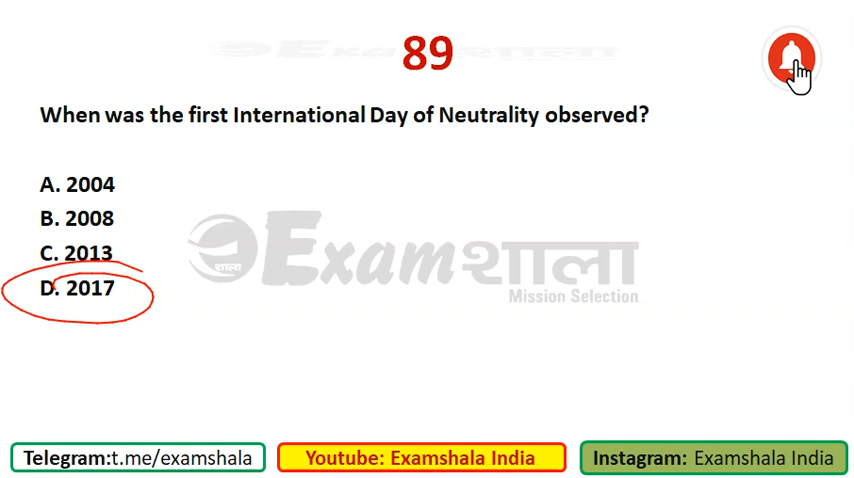 89
When was the first International Day of Neutrality observed?
A. 2004
B. 2008
C. 2013
D. 2017
शाला
Examशाला
Mission Selection
Telegram:t.me/examshala
Youtube: Examshala India
Instagram: Examshala India